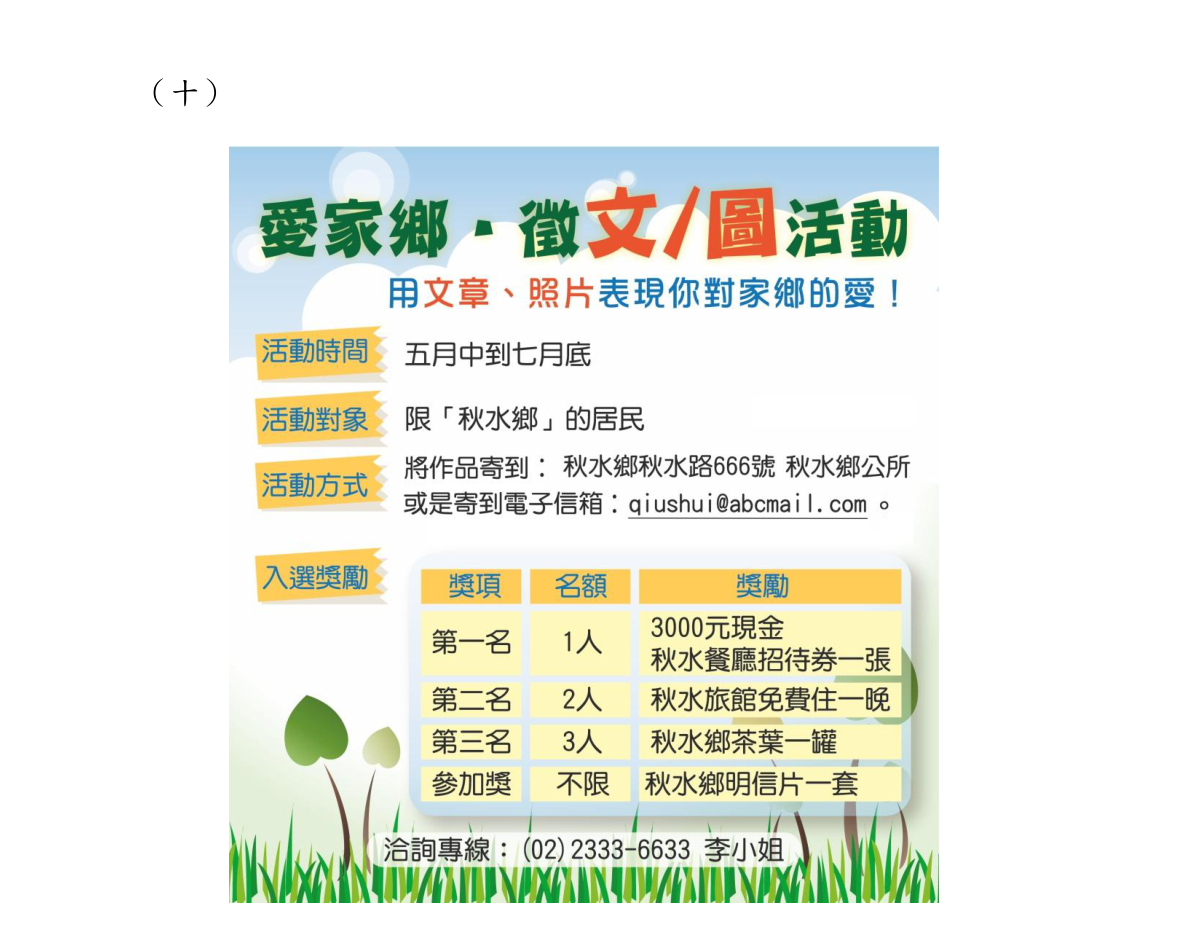 （十）
愛家鄉．徵文/圖活動
用文章、照片表現你對家鄉的愛！
活動時間 五月中到七月底
活動對象 限「秋水鄉」的居民
活動方式 將作品寄到： 秋水鄉秋水路666號 秋水鄉公所
或是寄到電子信箱：qiushui@abcmail.com 。
入選獎勵
獎項 名額 獎勵
第一名 1人 3000元現金
秋水餐廳招待券一張
第二名 2人 秋水旅館免費住一晚
第三名 3人 秋水鄉茶葉一罐
參加獎 不限 秋水鄉明信片一套
洽詢專線：(02)2333-6633 李小姐